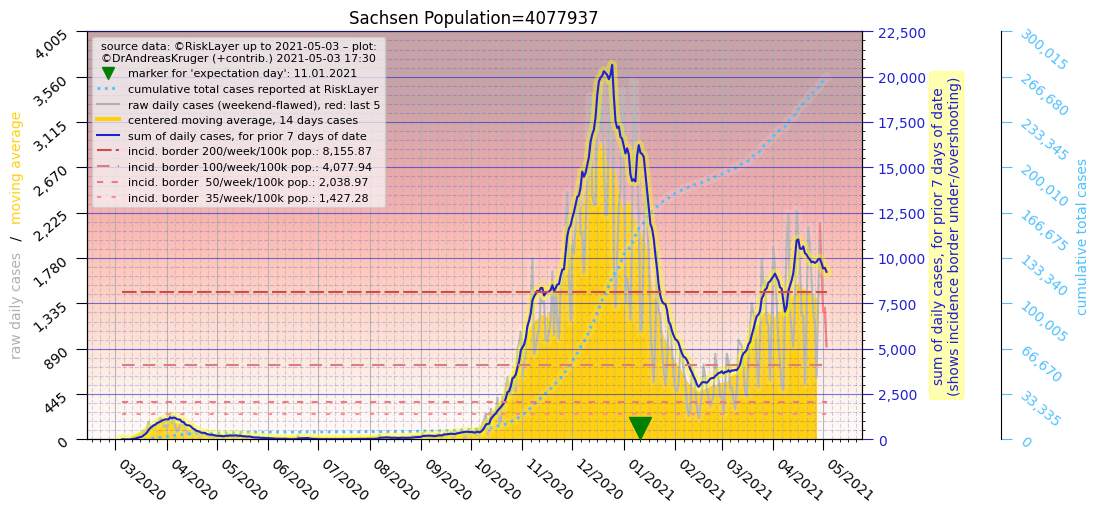 Sachsen Population=4077937
source data: ©RiskLayer up to 2021-05-03 – plot:
©DrAndreasKruger (+contrib.) 2021-05-03 17:30
marker for 'expectation day': 11.01.2021
cumulative total cases reported at RiskLayer
raw daily cases (weekend-flawed), red: last 5
centered moving average, 14 days cases
sum of daily cases, for prior 7 days of date
incid. border 200/week/100k pop.: 8,155.87
incid. border 100/week/100k pop.: 4,077.94
incid. border  50/week/100k pop.: 2,038.97
incid. border  35/week/100k pop.: 1,427.28
raw daily cases / moving average
4,005
3,560
3,115
2,670
2,225
1,780
1,335
890
445
0
03/2020
04/2020
05/2020
06/2020
07/2020
08/2020
09/2020
10/2020
11/2020
12/2020
01/2021
02/2021
03/2021
04/2021
05/2021
22,500
20,000
17,500
15,000
12,500
10,000
7,500
5,000
2,500
0
sum of daily cases, for prior 7 days of date
(shows incidence border under-/overshooting)
300,015
266,680
233,345
200,010
166,675
133,340
100,005
66,670
33,335
0
cumulative total cases